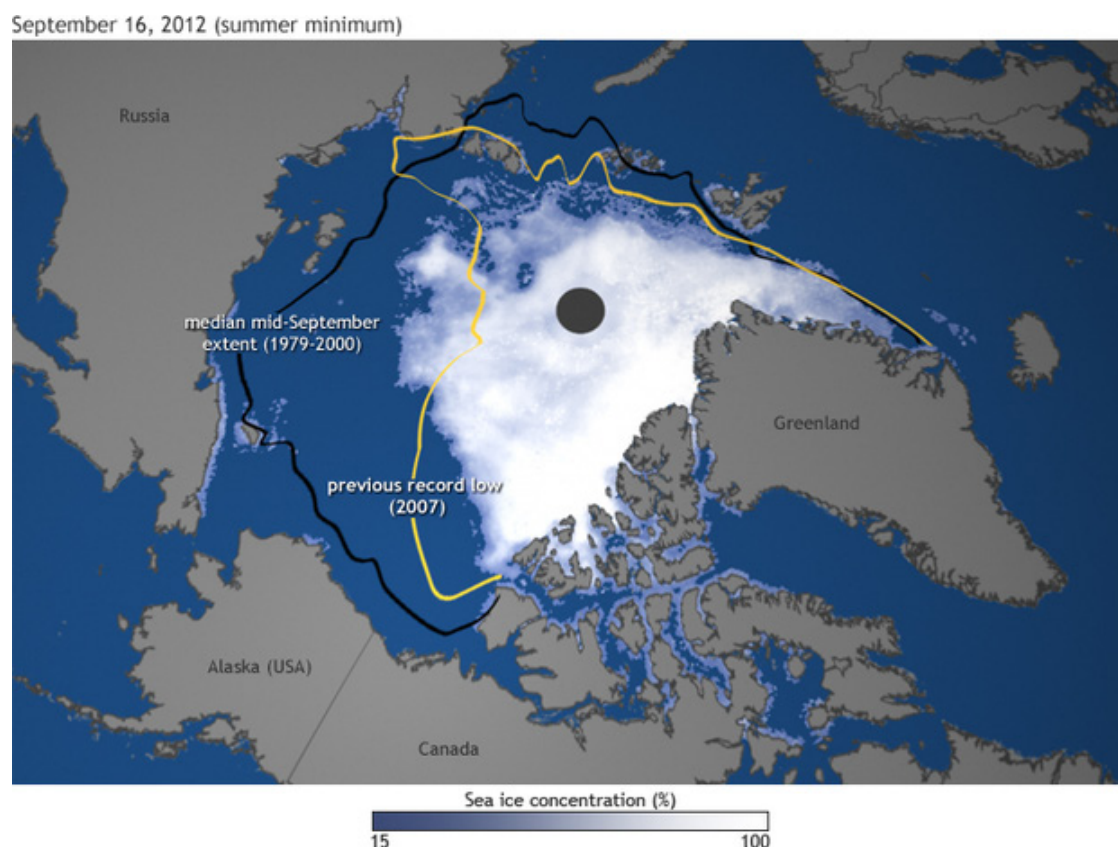 September 16, 2012 (summer minimum)
Russia
median mid-September
extent (1979-2000)
Greenland
previous record low
(2007)
Alaska (USA)
Canada
Sea ice concentration (%)
15 100